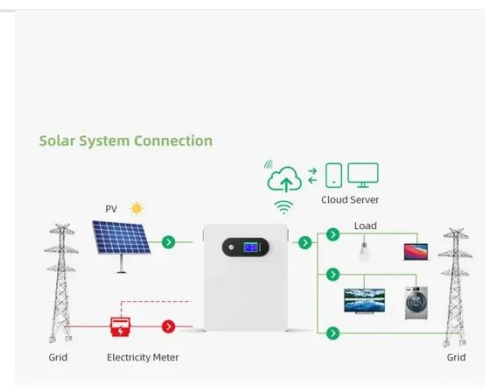 Solar System Connection
Cloud Server
PV
Load
Grid
Electricity Meter
Grid